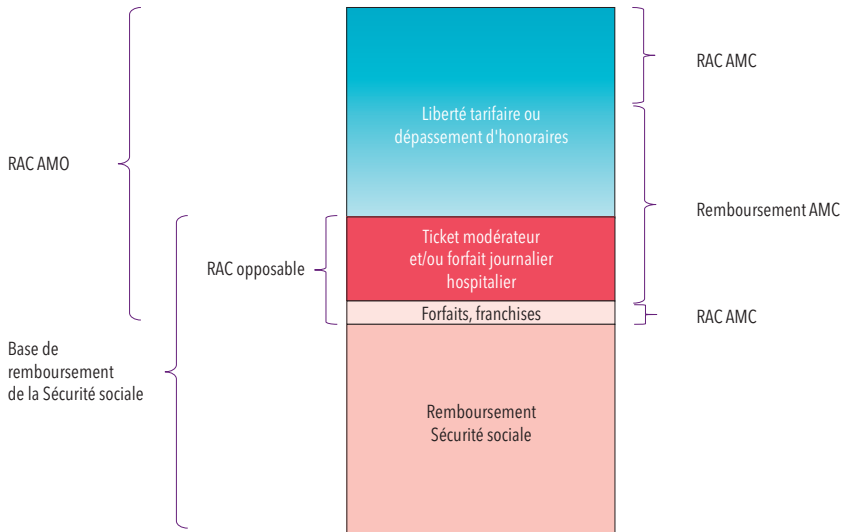 RAC AMC
Liberté tarifaire ou
dépassement d'honoraires
RAC AMO
Remboursement AMC
Ticket modérateur
et/ou forfait journalier
hospitalier
RAC opposable
Forfaits, franchises
RAC AMC
Base de
remboursement
de la Sécurité sociale
Remboursement
Sécurité sociale